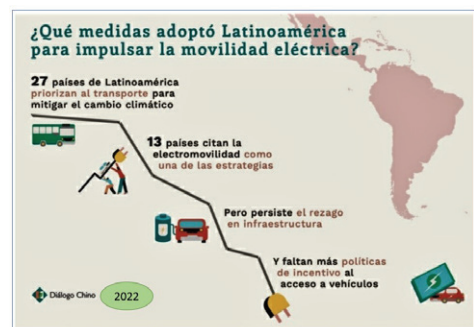 ¿Qué medidas adoptó Latinoamérica
para impulsar la movilidad eléctrica?
27 países de Latinoamérica
priorizan al transporte para
mitigar el cambio climático
13 países citan la
electromovilidad como
una de las estrategias
Pero persiste el rezago
en infraestructura
Y faltan más políticas
de incentivo al
acceso a vehículos
Diálogo Chino
2022